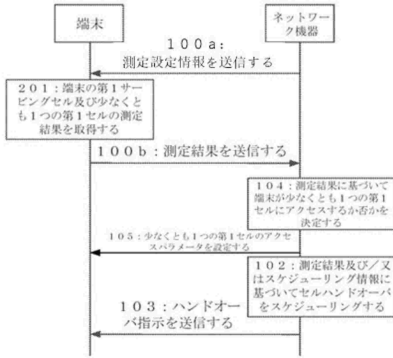 端末
ネットワー
ク機器
100a:
測定設定情報を送信する
201：端末の第1サー
ビングセル及び少なくと
も1つの第1セルの測定
結果を取得する
100b：測定結果を送信する
104：測定結果に基づいて
端末が少なくとも1つの第1
セルにアクセスするか否かを
決定する
105：少なくとも1つの第1セルのアクセ
スパラメータを設定する
102：測定結果及び/又
はスケジューリング情報に
基づいてセルハンドオーバ
をスケジューリングする
103：ハンドオー
バ指示を送信する